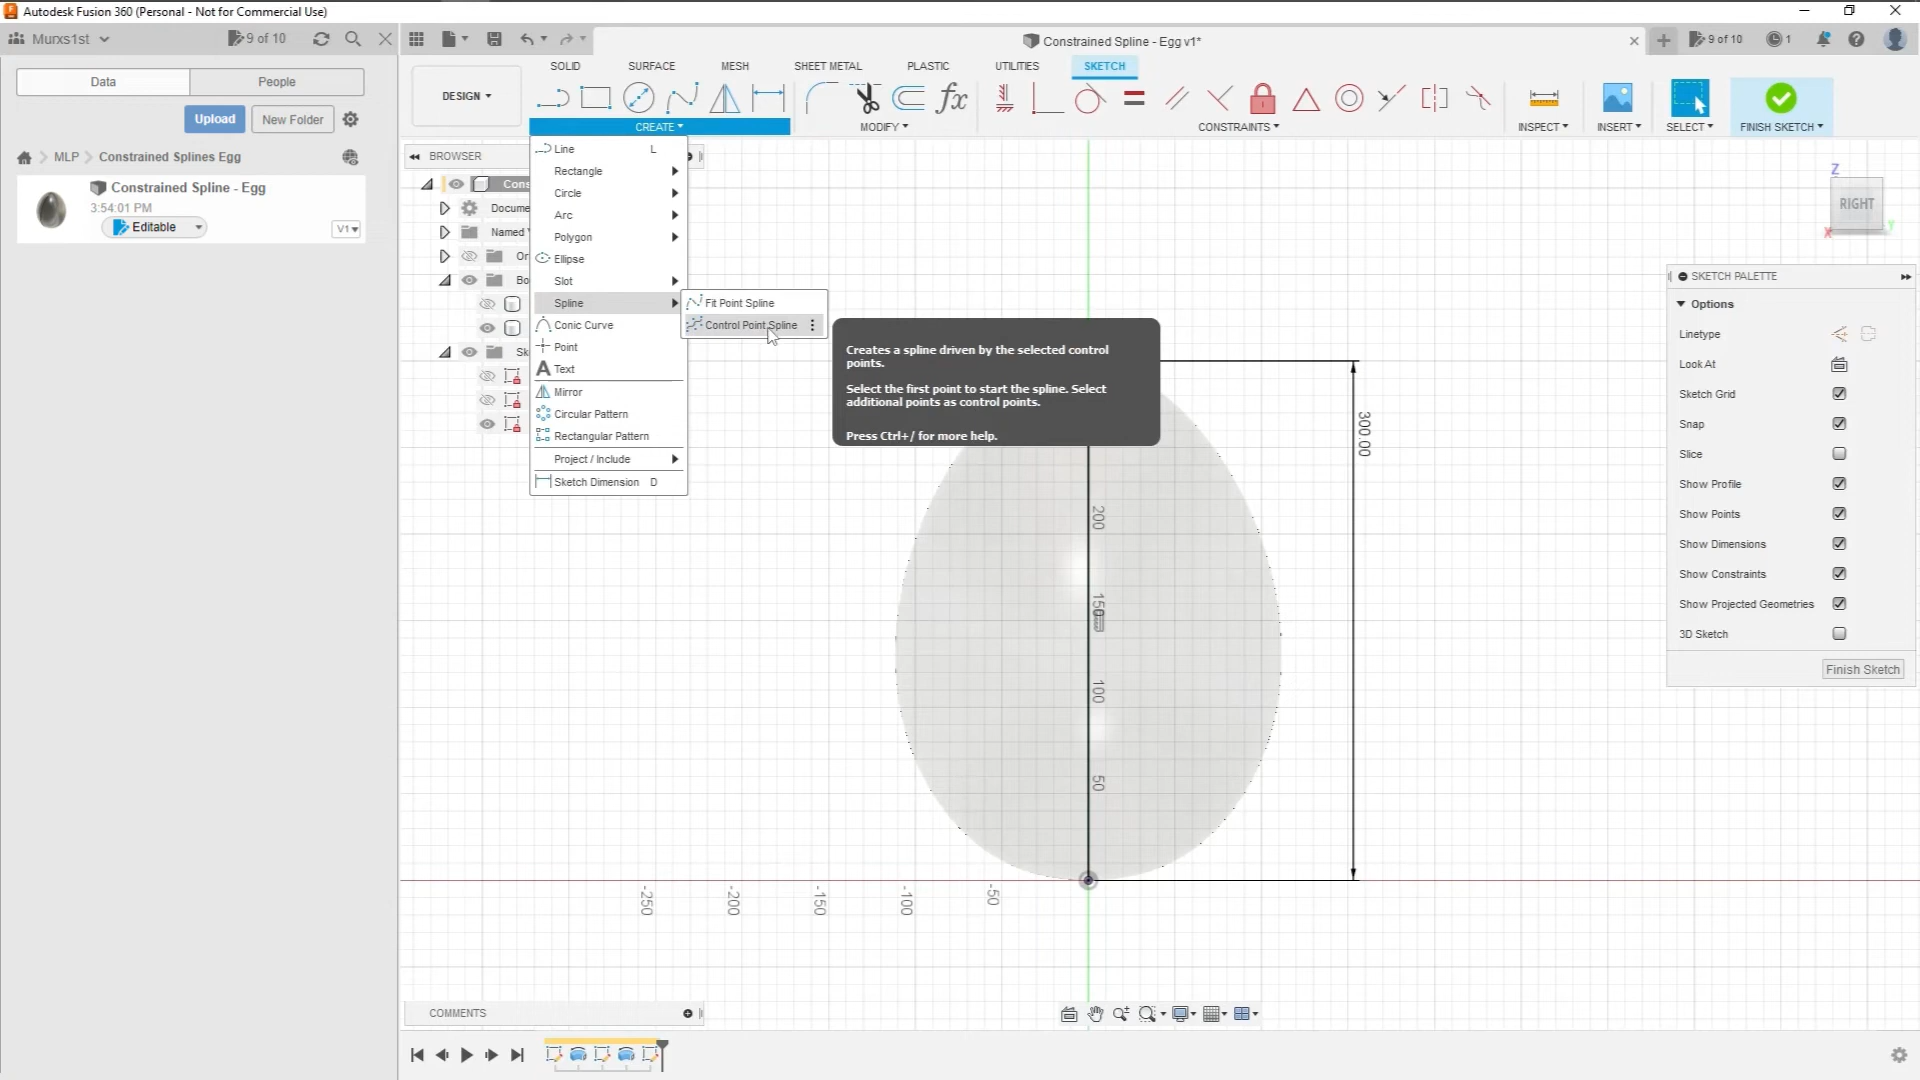 Autodesk Fusion 360 (Personal - Not for Commercial Use)
Murxs1st
9 of 10
Constrained Spline - Egg v1*
9 of 10
1
Data
People
Upload
New Folder
MLP
Constrained Splines Egg
Constrained Spline - Egg
3:54:01 PM
Editable
V1
DESIGN
SOLID
SURFACE
MESH
SHEET METAL
PLASTIC
UTILITIES
SKETCH
CREATE
MODIFY
CONSTRAINTS
INSPECT
INSERT
SELECT
FINISH SKETCH
BROWSER
Cons
Docume
Named
Or
Bo
Sk
Line L
Rectangle
Circle
Arc
Polygon
Ellipse
Slot
Spline
Conic Curve
Point
Text
Mirror
Circular Pattern
Rectangular Pattern
Project / Include
Sketch Dimension D
Fit Point Spline
Control Point Spline
Creates a spline driven by the selected control
points.
Select the first point to start the spline. Select
additional points as control points.
Press Ctrl+/ for more help.
300.00
200
150
100
50
-250
-200
-150
-100
-50
Z
RIGHT
X
Y
SKETCH PALETTE
Options
Linetype
Look At
Sketch Grid
Snap
Slice
Show Profile
Show Points
Show Dimensions
Show Constraints
Show Projected Geometries
3D Sketch
Finish Sketch
COMMENTS